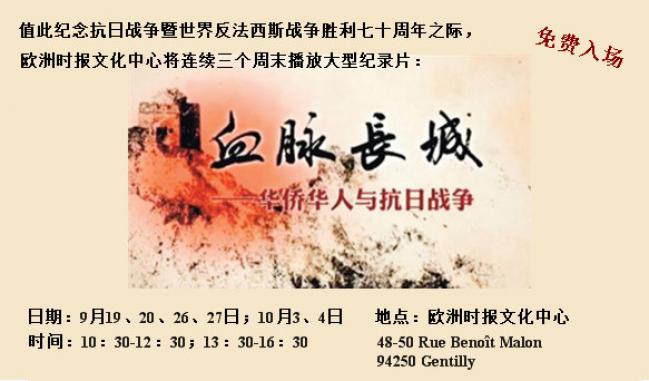 值此纪念抗日战争暨世界反法西斯战争胜利七十周年之际，
欧洲时报文化中心将连续三个周末播放大型纪录片：
免费入场
血脉長城
——华侨华人与抗日战争
日期：9月19、20、26、27日；10月3、4日
时间：10：30-12：30；13：30-16：30
地点：欧洲时报文化中心
48-50 Rue Benoît Malon
94250 Gentilly